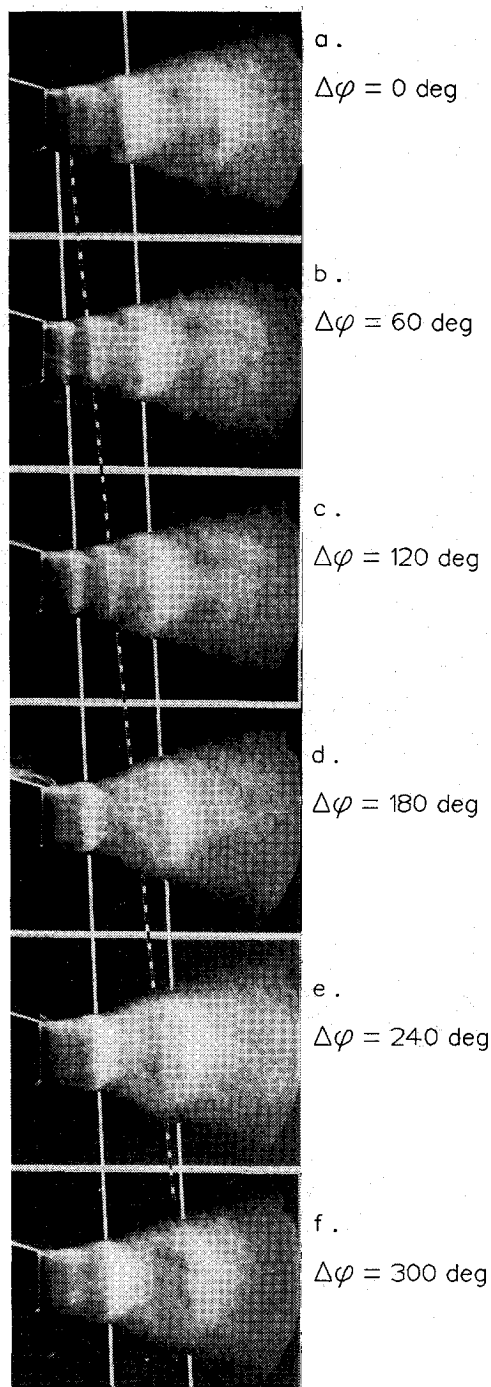 a.
Δφ = 0 deg
b.
Δφ = 60 deg
c.
Δφ = 120 deg
d.
Δφ = 180 deg
e.
Δφ = 240 deg
f.
Δφ = 300 deg